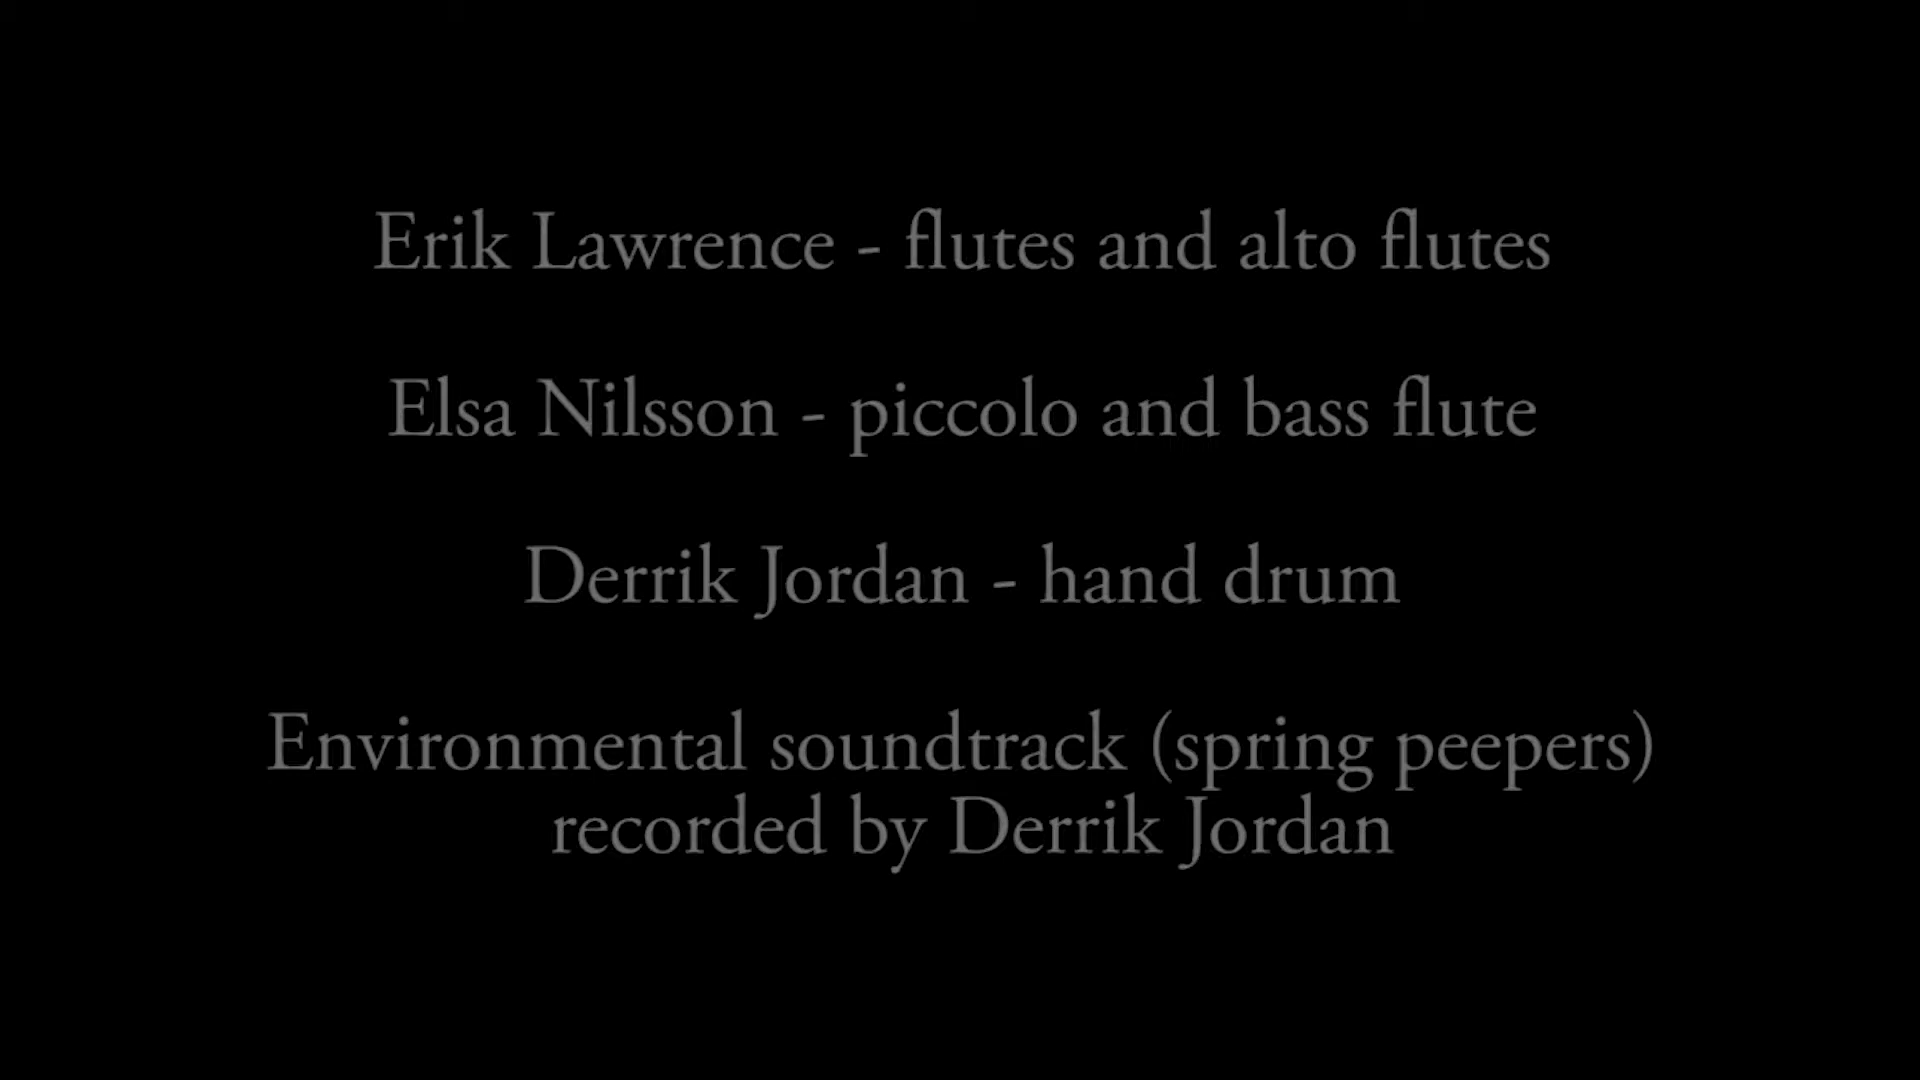 Erik Lawrence - flutes and alto flutes
Elsa Nilsson - piccolo and bass flute
Derrik Jordan - hand drum
Environmental soundtrack (spring peepers)
recorded by Derrik Jordan